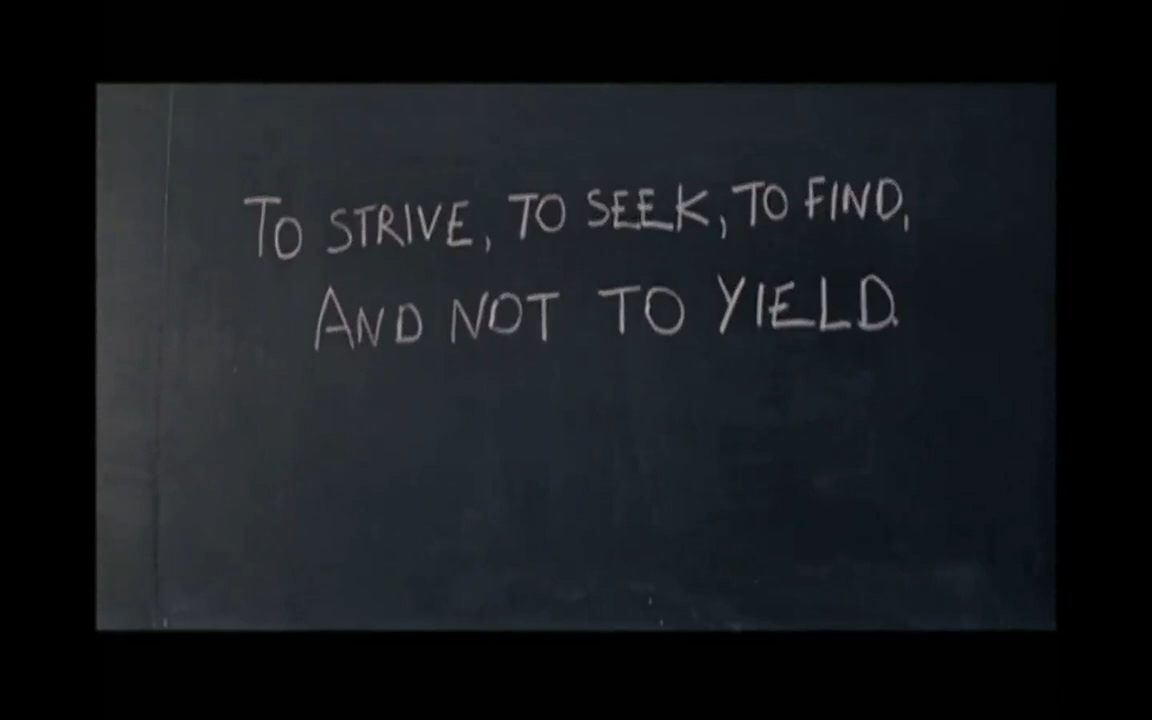 TO STRIVE, TO SEEK, TO FIND,
AND NOT TO YIELD.